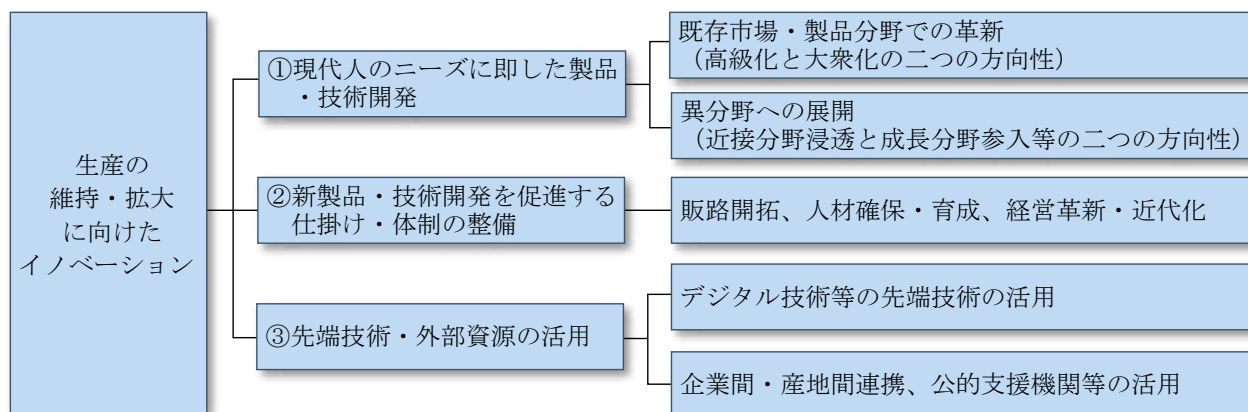 生産の
維持・拡大
に向けた
イノベーション
①現代人のニーズに即した製品
・技術開発
既存市場・製品分野での革新
（高級化と大衆化の二つの方向性）
異分野への展開
（近接分野浸透と成長分野参入等の二つの方向性）
②新製品・技術開発を促進する
仕掛け・体制の整備
販路開拓、人材確保・育成、経営革新・近代化
③先端技術・外部資源の活用
デジタル技術等の先端技術の活用
企業間・産地間連携、公的支援機関等の活用